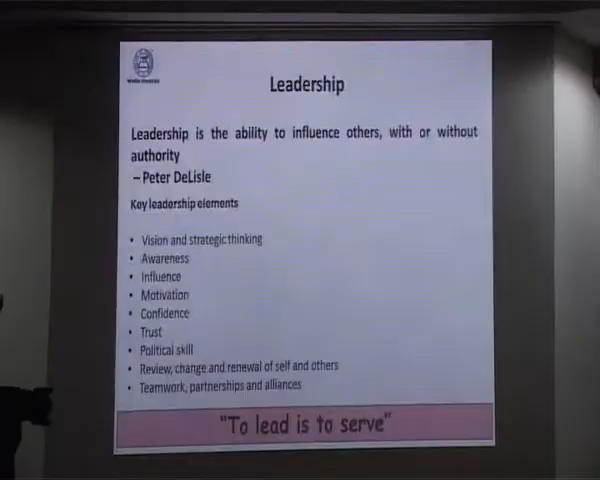 Leadership
Leadership is the ability to influence others, with or without
authority
– Peter DeLisle
Key leadership elements
• Vision and strategic thinking
• Awareness
• Influence
• Motivation
• Confidence
• Trust
• Political skill
• Review, change and renewal of self and others
• Teamwork, partnerships and alliances
"To lead is to serve"